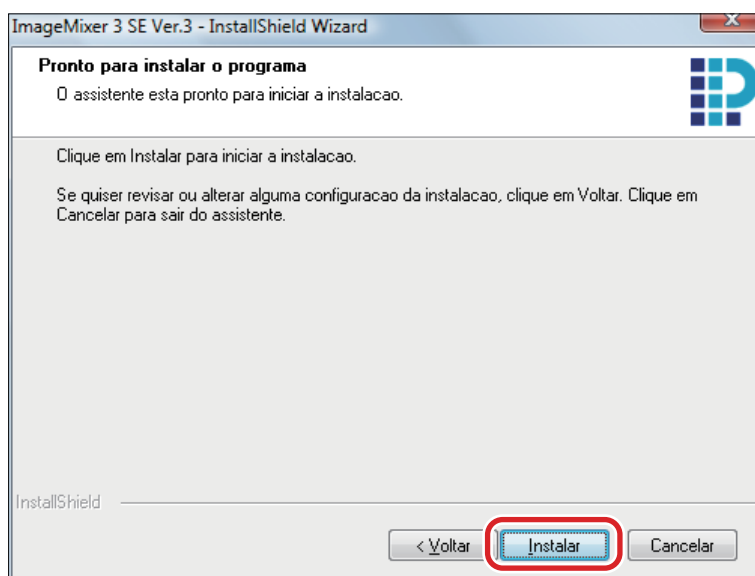 ImageMixer 3 SE Ver.3 - InstallShield Wizard
Pronto para instalar o programa
O assistente esta pronto para iniciar a instalacao.
Clique em Instalar para iniciar a instalacao.
Se quiser revisar ou alterar alguma configuracao da instalacao, clique em Voltar. Clique em
Cancelar para sair do assistente.
InstallShield
< Voltar Instalar Cancelar